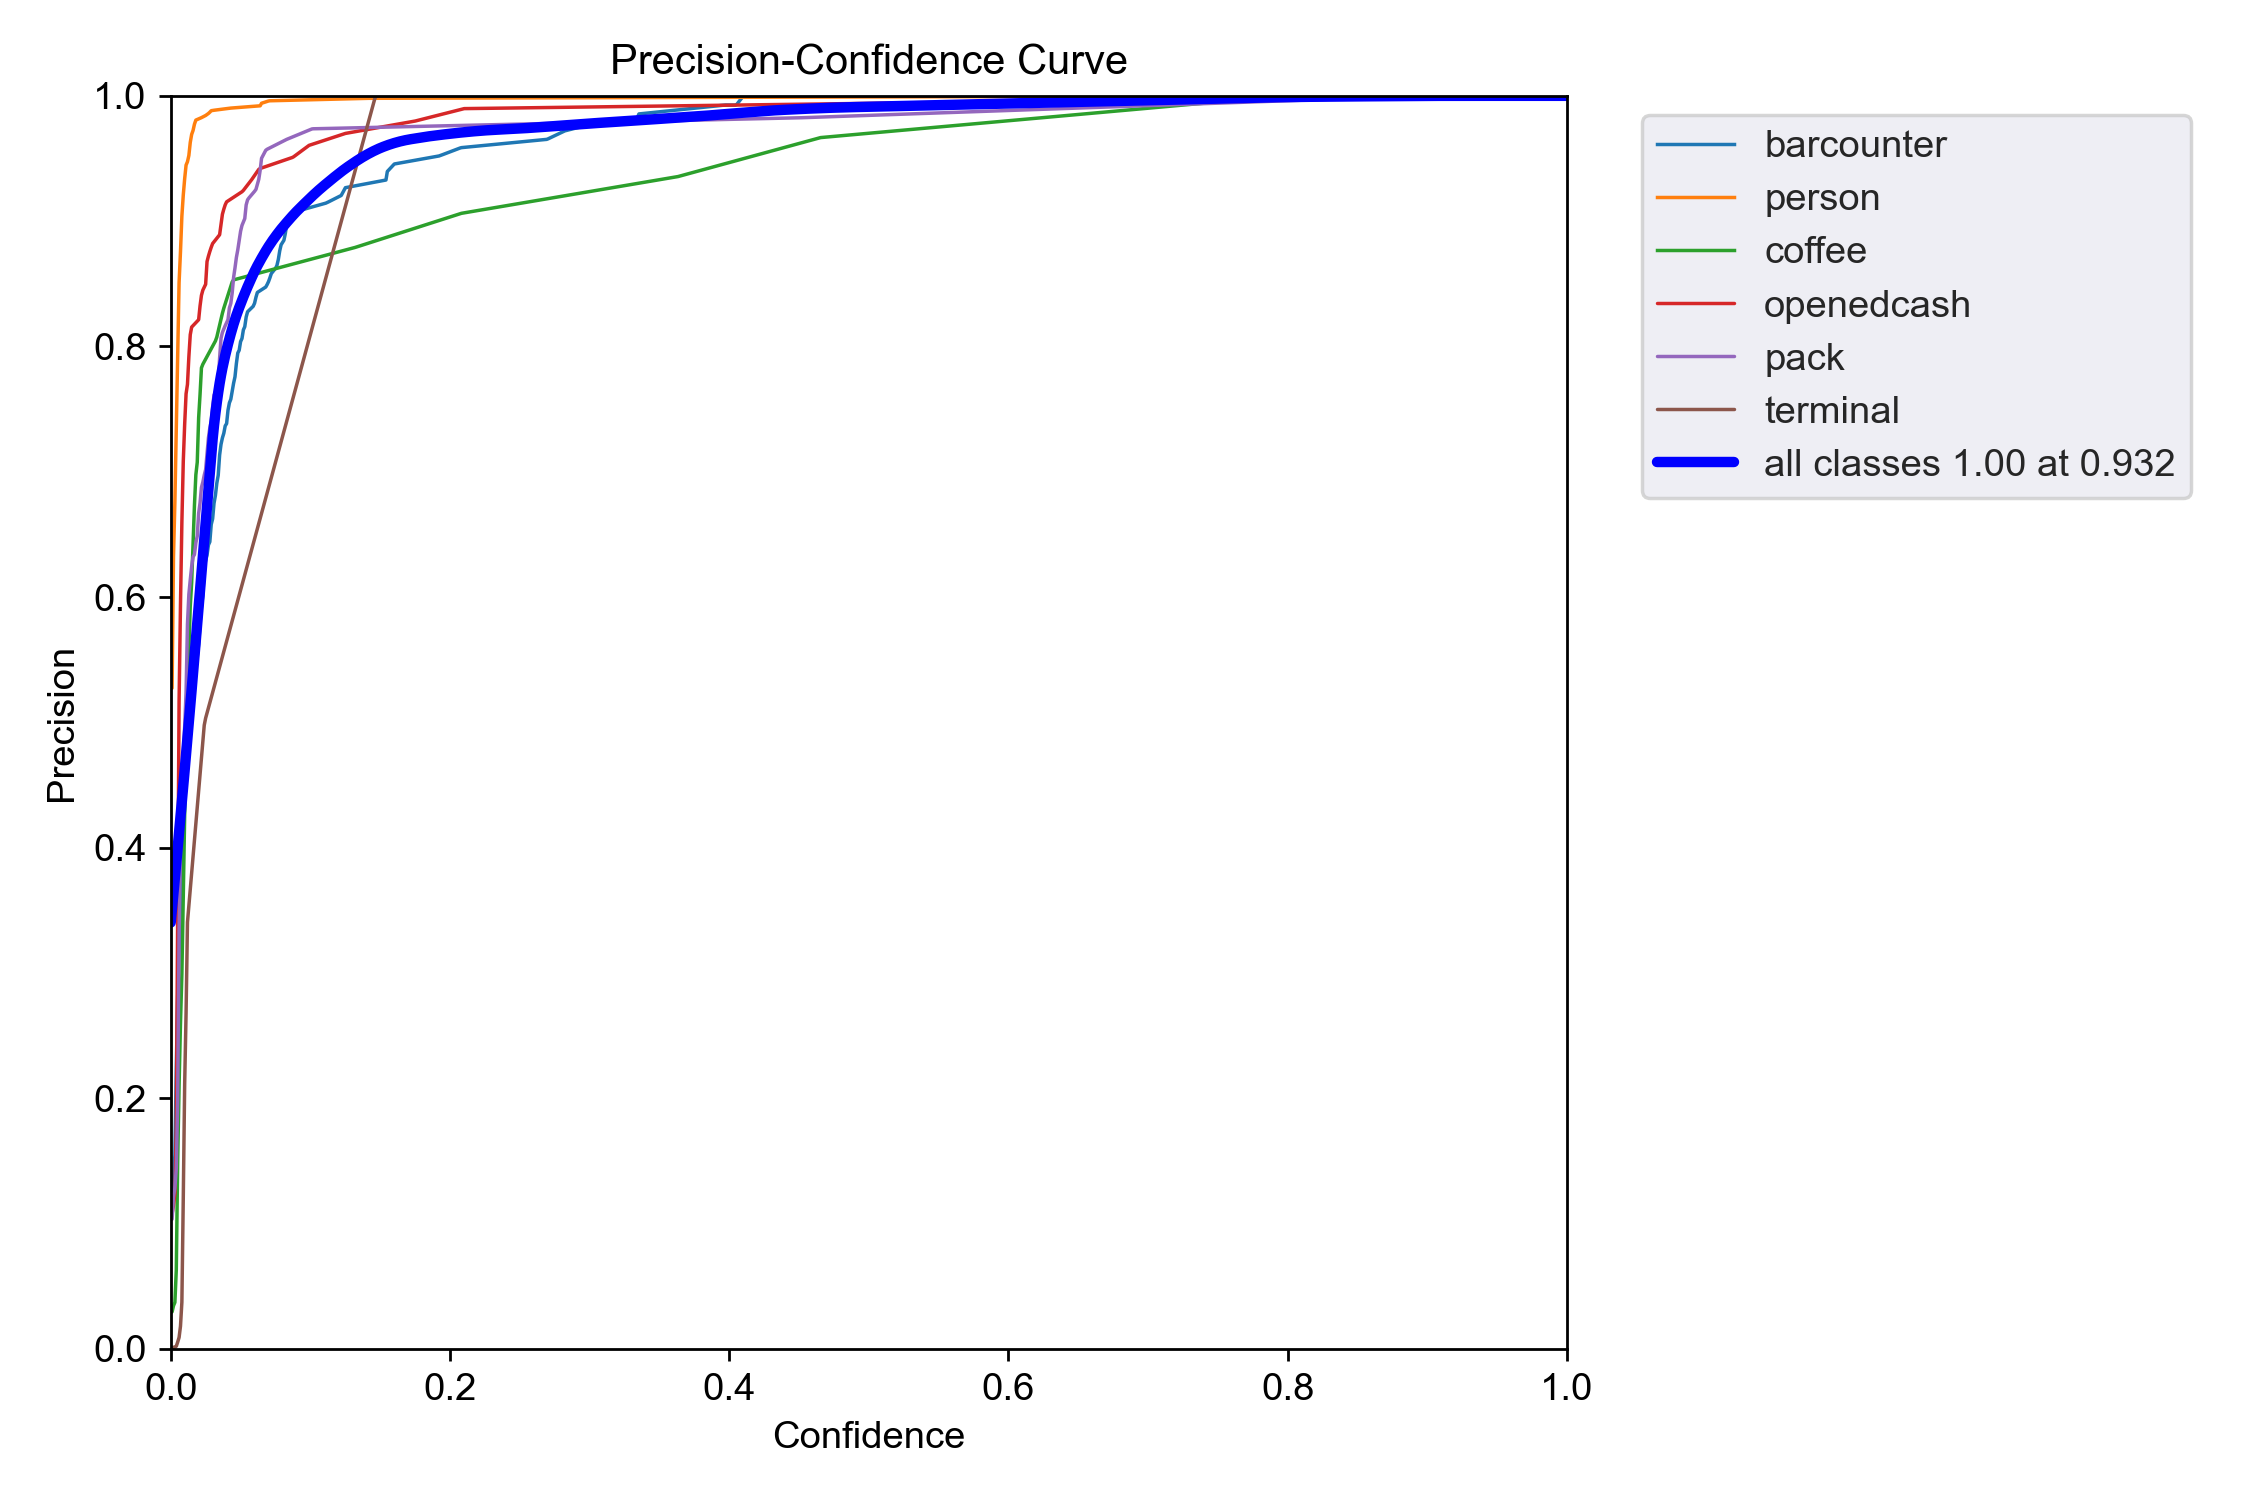 Precision-Confidence Curve
1.0
0.8
0.6
0.4
0.2
0.0
Precision
0.0 0.2 0.4 0.6 0.8 1.0
Confidence
barcounter
person
coffee
openedcash
pack
terminal
all classes 1.00 at 0.932